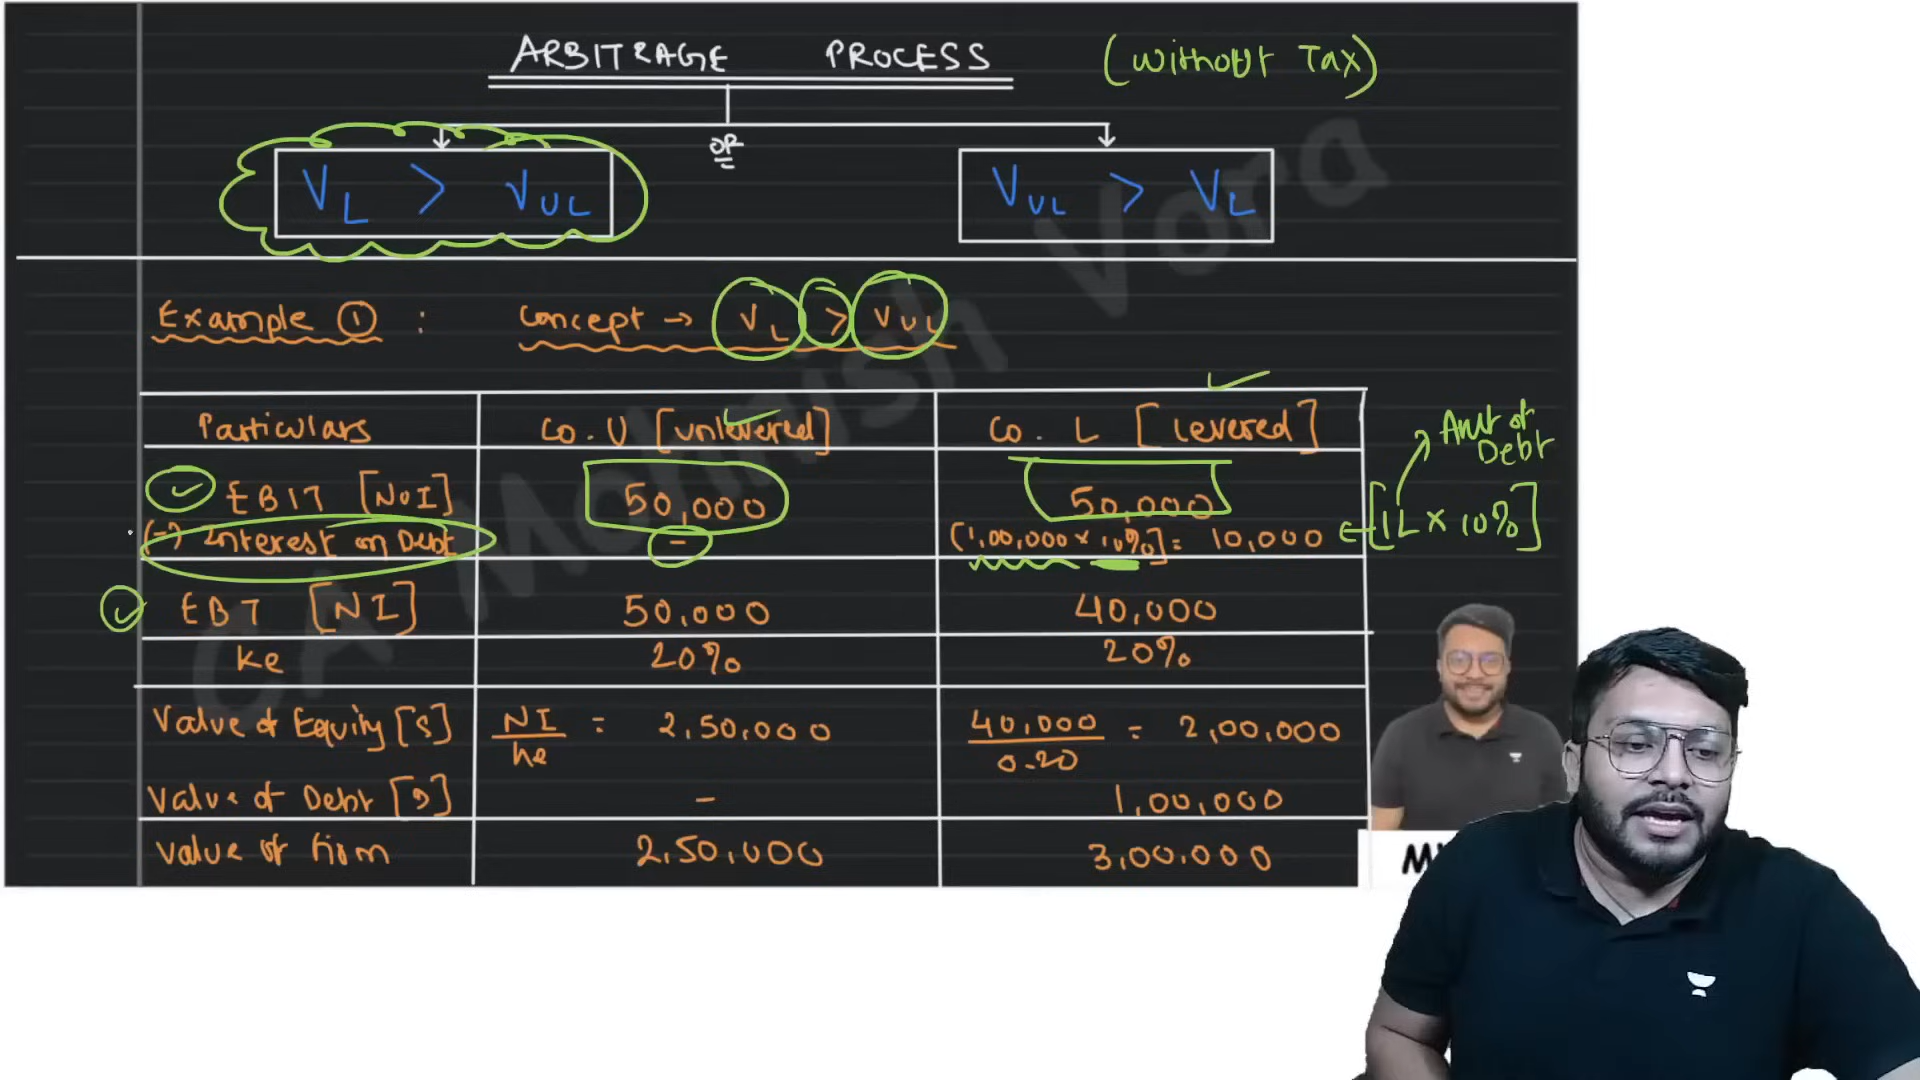 ARBITRAGE PROCESS (without Tax)
OR
VL > VUL
VUL > VL
Example ① : Concept → VL > VUL
Particulars Co. U [unlevered] Co. L [levered]
Amt of Debt
EBIT [NOI] 50,000 50,000
[1L × 10%]
(-) Interest on Debt - [1,00,000 × 10%] = 10,000
EBT [NI] 50,000 40,000
Ke 20% 20%
Value of Equity [S] NI/ke = 2,50,000 40,000/0.20 = 2,00,000
Value of Debt [D] - 1,00,000
Value of Firm 2,50,000 3,00,000
CA Mohnish Vora